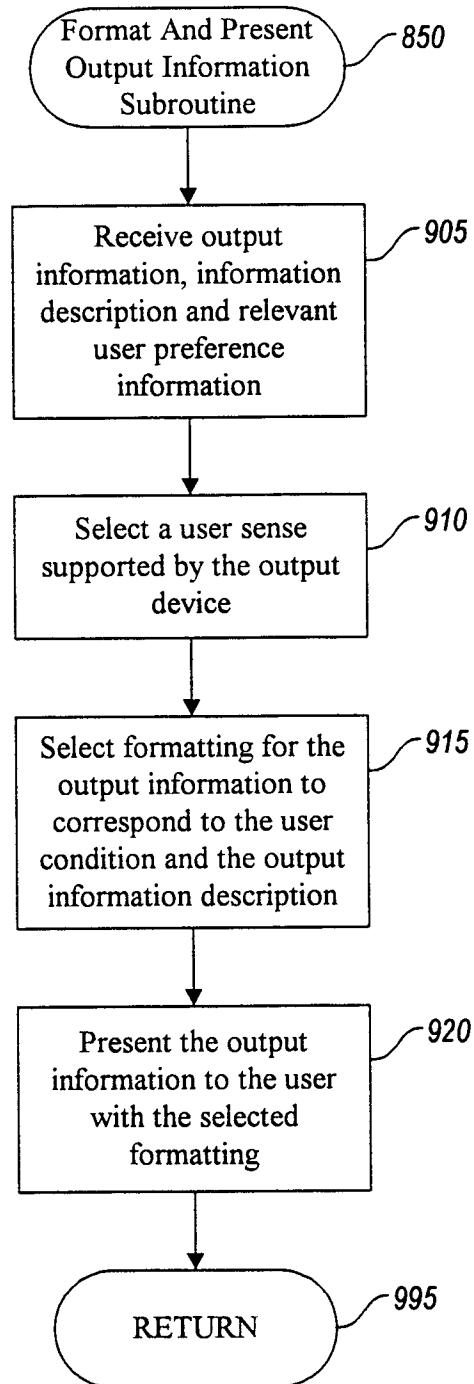 Format And Present
Output Information
Subroutine
850
Receive output
information, information
description and relevant
user preference
information
905
Select a user sense
supported by the output
device
910
Select formatting for the
output information to
correspond to the user
condition and the output
information description
915
Present the output
information to the user
with the selected
formatting
920
RETURN
995